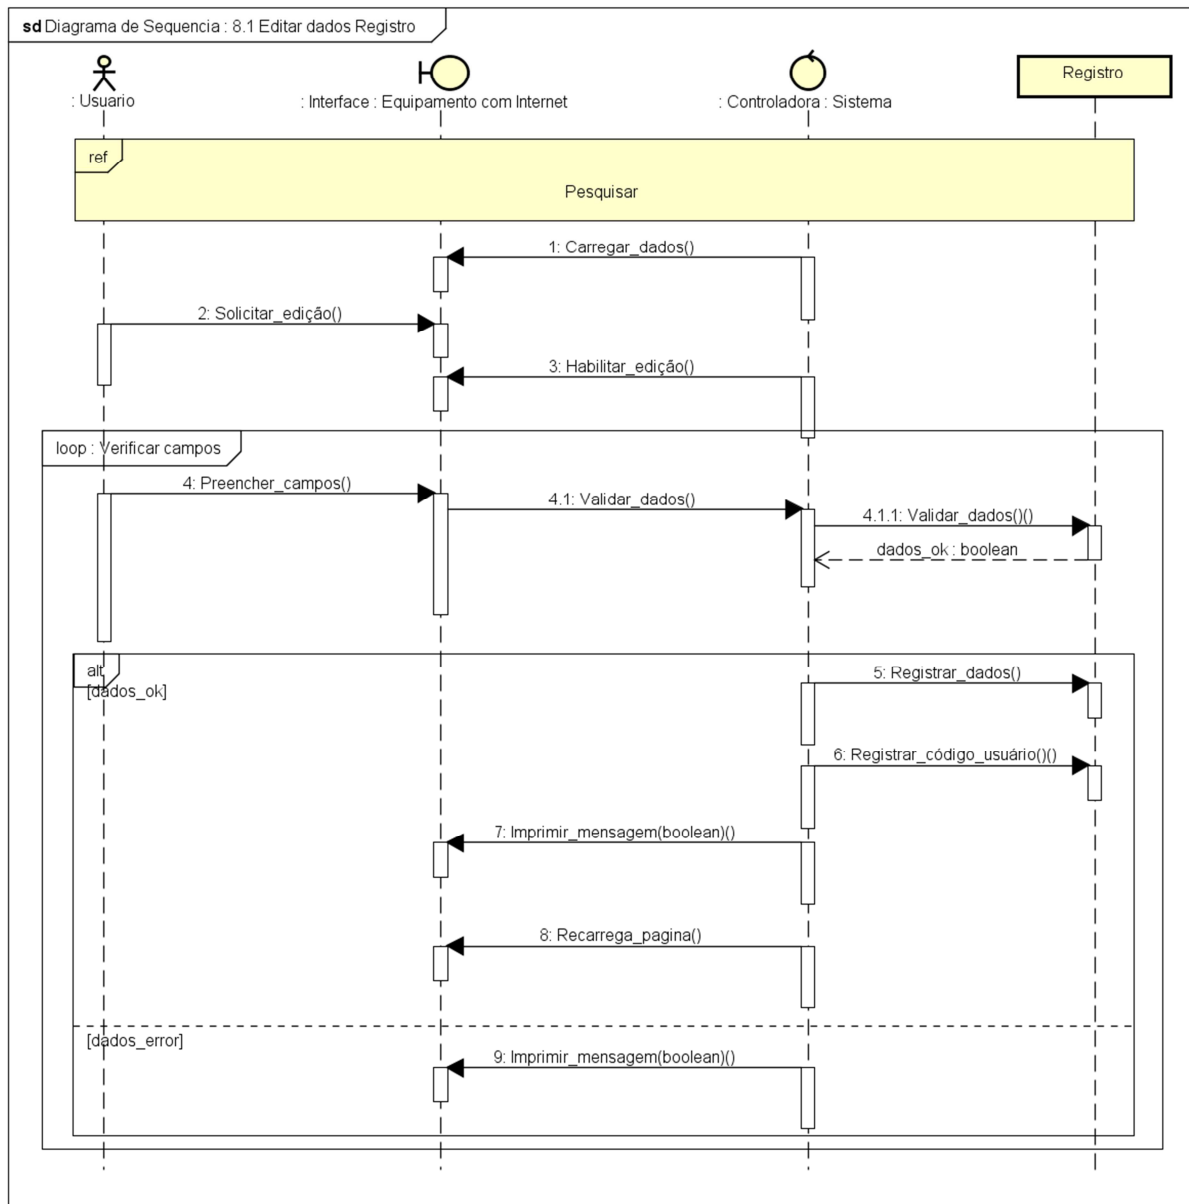 sd Diagrama de Sequencia : 8.1 Editar dados Registro
: Usuario
: Interface : Equipamento com Internet
: Controladora : Sistema
Registro
ref
Pesquisar
1: Carregar_dados()
2: Solicitar_edição()
3: Habilitar_edição()
loop : Verificar campos
4: Preencher_campos()
4.1: Validar_dados()
4.1.1: Validar_dados()()
dados_ok : boolean
alt
[dados_ok]
5: Registrar_dados()
6: Registrar_código_usuário()()
7: Imprimir_mensagem(boolean)()
8: Recarrega_pagina()
[dados_error]
9: Imprimir_mensagem(boolean)()